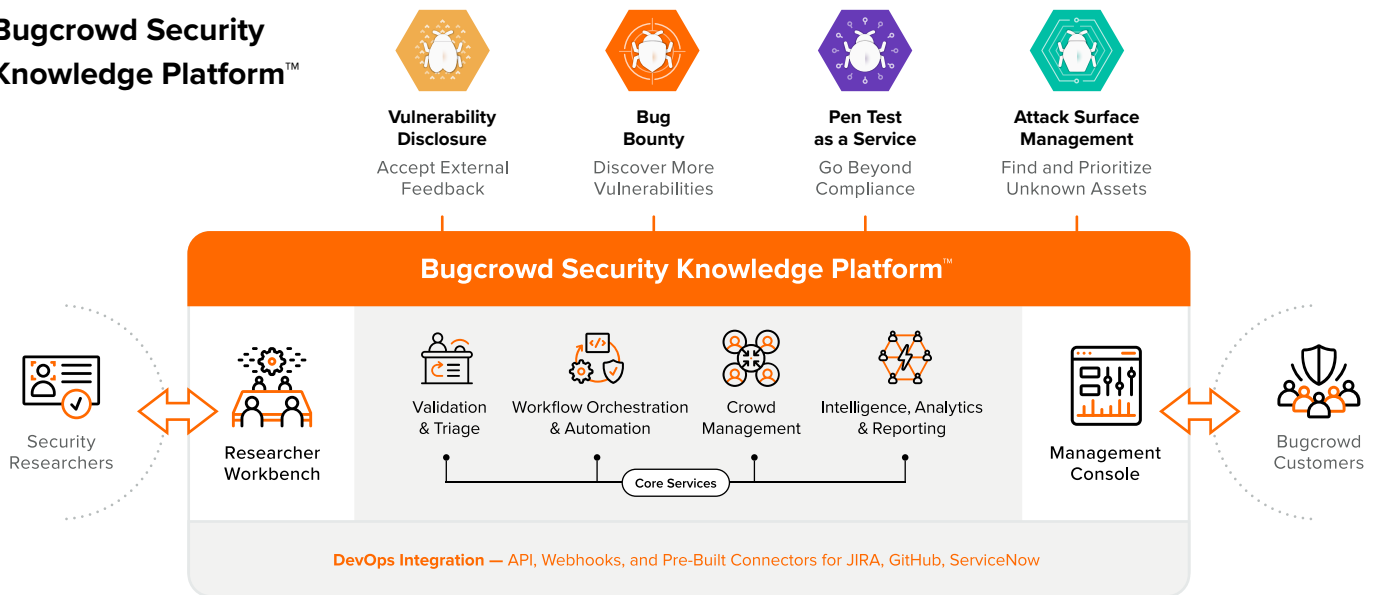 Bugcrowd Security
Knowledge Platform™
Vulnerability
Disclosure
Accept External
Feedback
Bug
Bounty
Discover More
Vulnerabilities
Pen Test
as a Service
Go Beyond
Compliance
Attack Surface
Management
Find and Prioritize
Unknown Assets
Bugcrowd Security Knowledge Platform™
Security
Researchers
Researcher
Workbench
Validation
& Triage
Workflow Orchestration
& Automation
Crowd
Management
Intelligence, Analytics
& Reporting
Core Services
Management
Console
Bugcrowd
Customers
DevOps Integration — API, Webhooks, and Pre-Built Connectors for JIRA, GitHub, ServiceNow